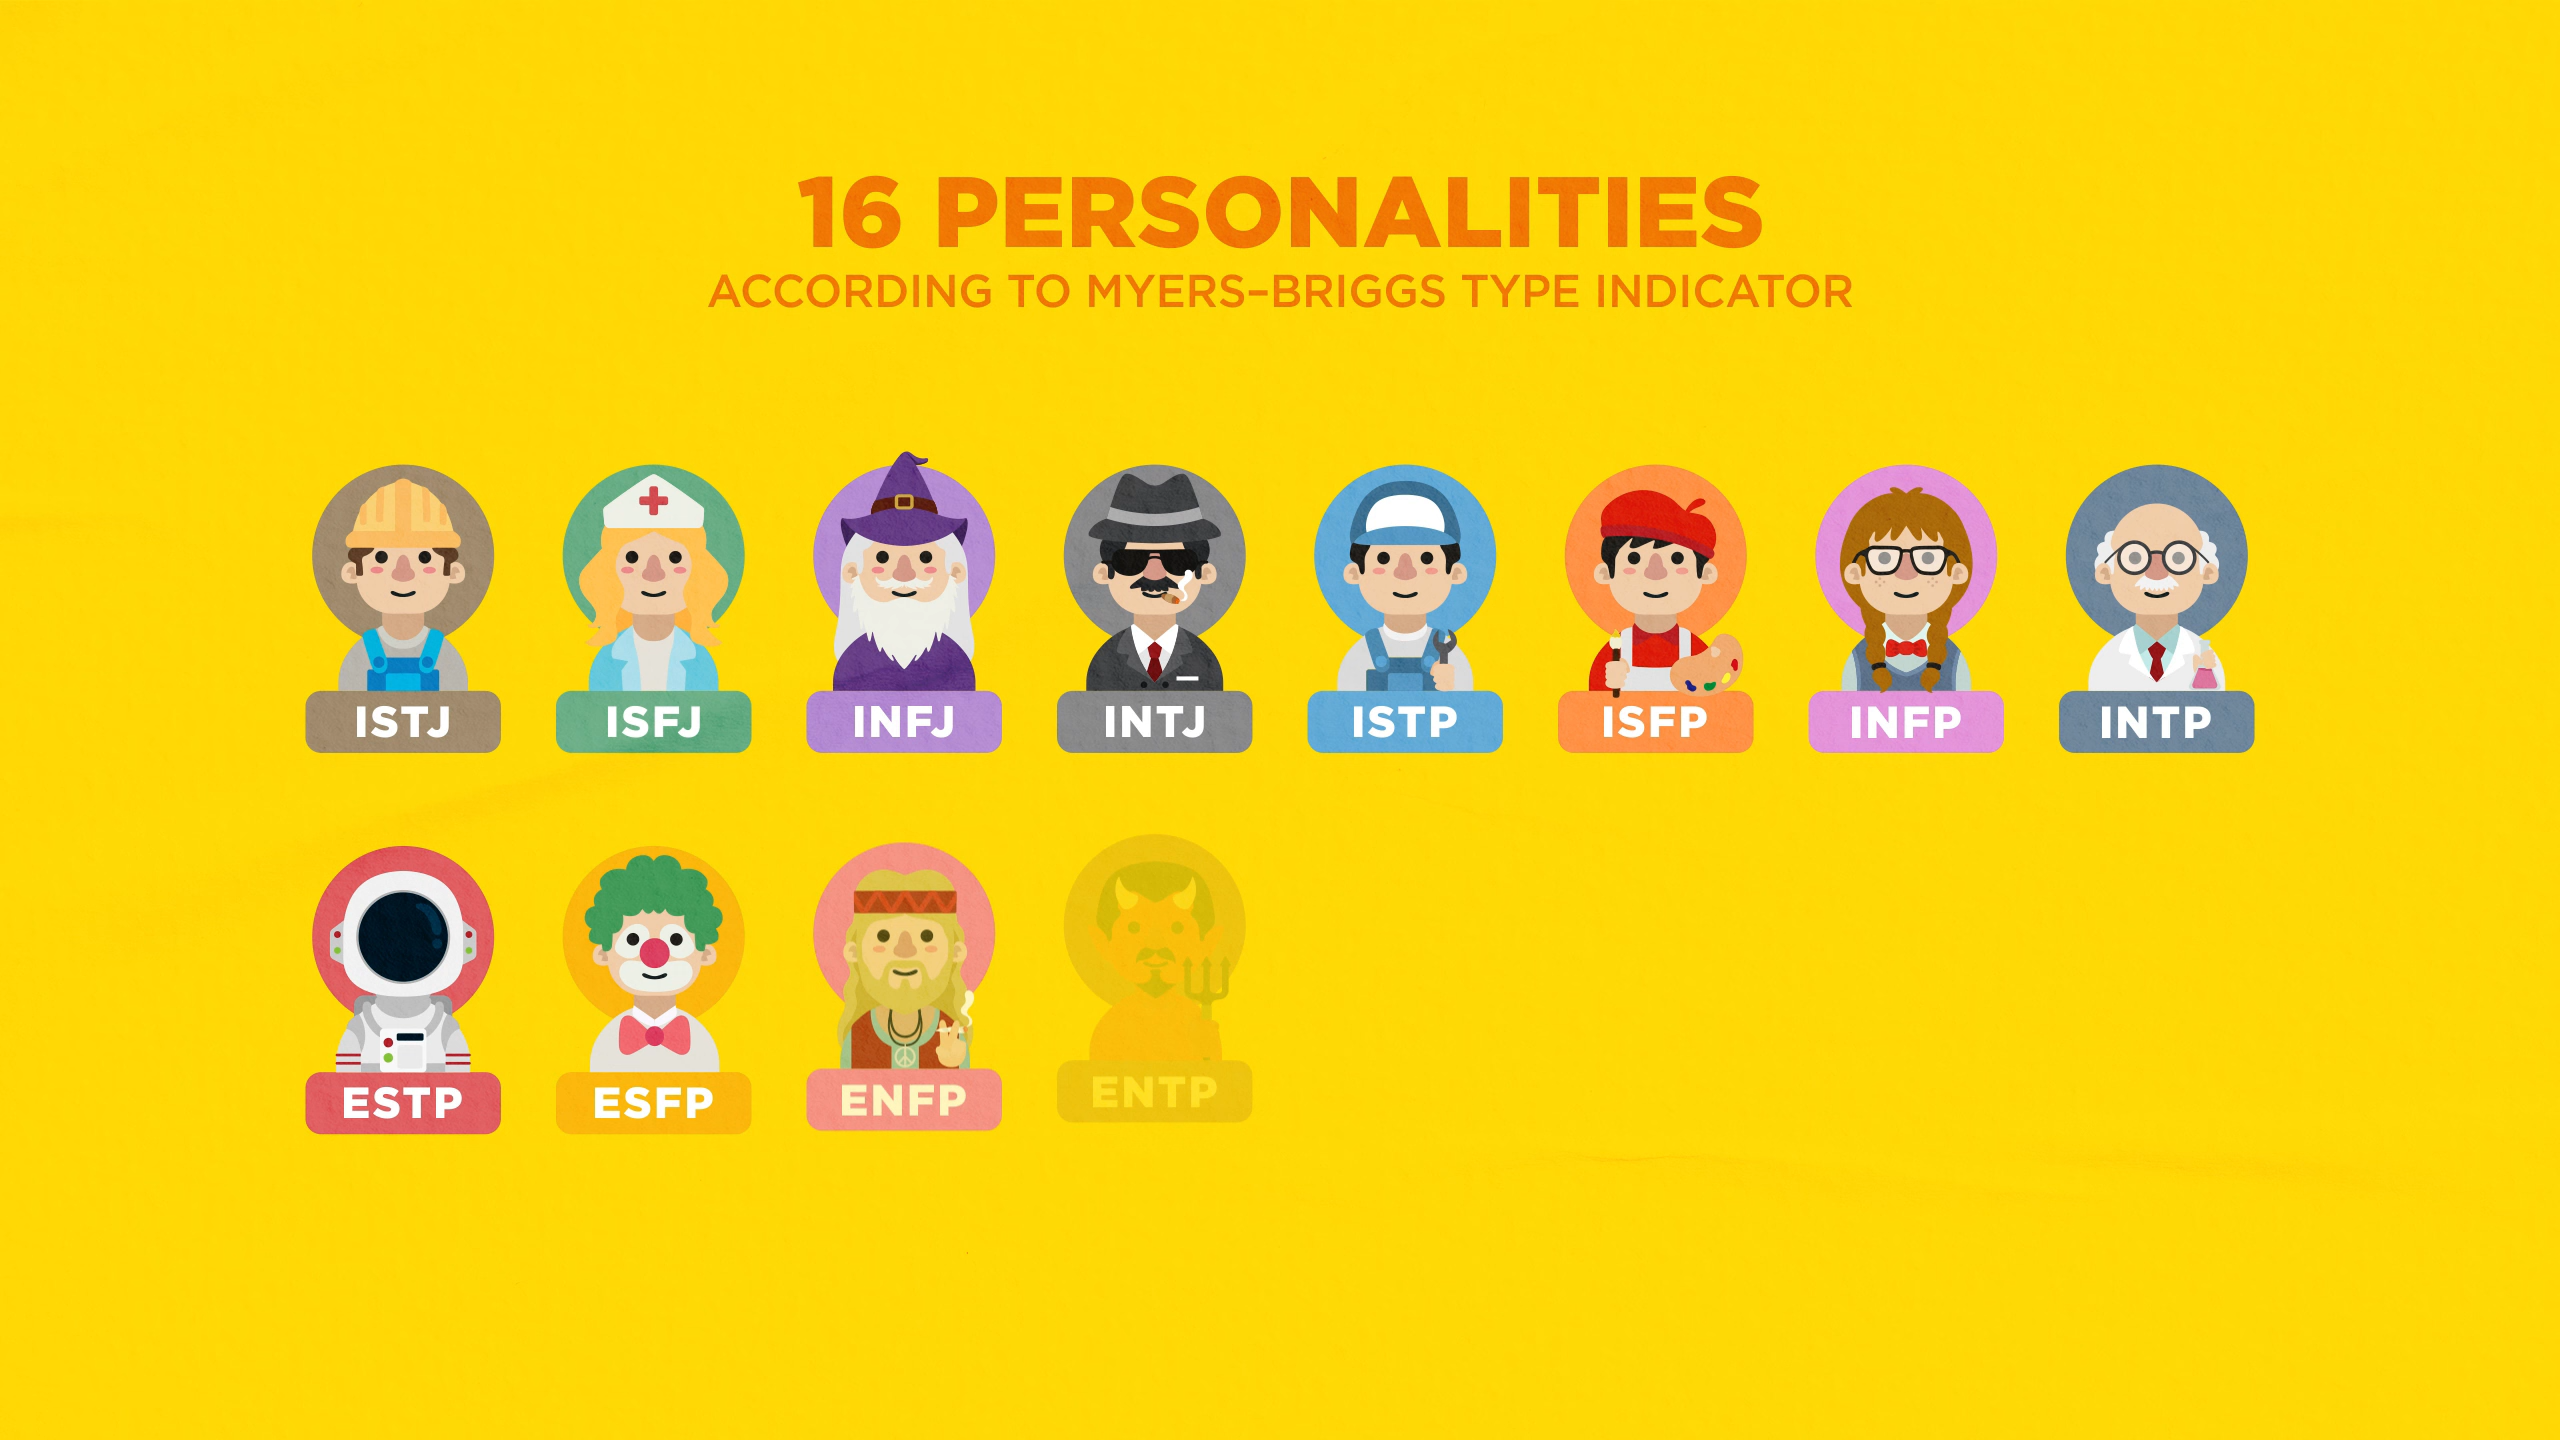 16 PERSONALITIES
ACCORDING TO MYERS–BRIGGS TYPE INDICATOR
ISTJ
ISFJ
INFJ
INTJ
ISTP
ISFP
INFP
INTP
ESTP
ESFP
ENFP
ENTP